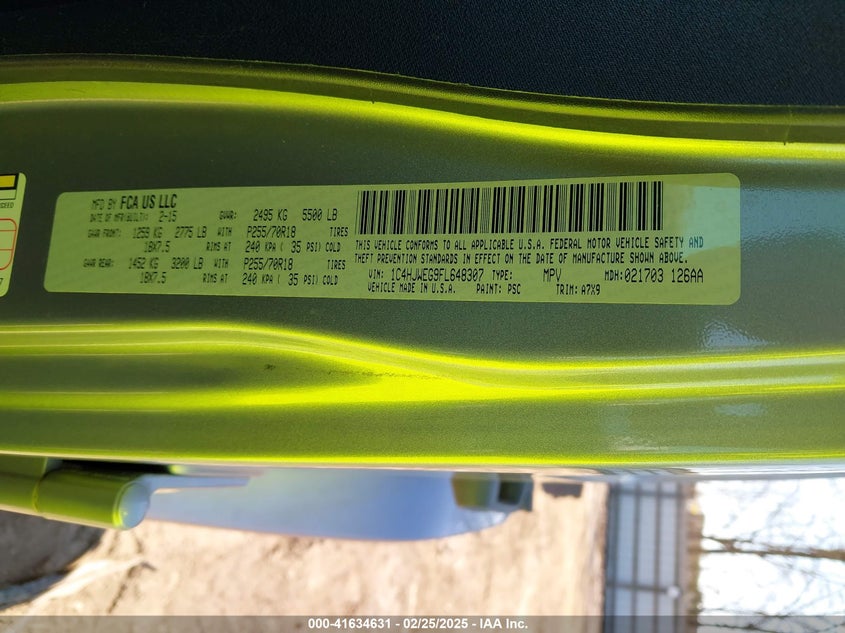 MFD BY FCA US LLC
DATE OF MFR(BUILT): 2-15 GVWR: 2495 KG 5500 LB
GAWR FRONT: 1259 KG 2775 LB WITH P255/70R18 TIRES
18X7.5 RIMS AT 240 KPA ( 35 PSI) COLD
GAWR REAR: 1452 KG 3200 LB WITH P255/70R18 TIRES
18X7.5 RIMS AT 240 KPA ( 35 PSI) COLD
THIS VEHICLE CONFORMS TO ALL APPLICABLE U.S.A. FEDERAL MOTOR VEHICLE SAFETY AND
THEFT PREVENTION STANDARDS IN EFFECT ON THE DATE OF MANUFACTURE SHOWN ABOVE.
VIN: 1C4HJWEG9FL648307 TYPE: MPV MDH: 021703 126AA
VEHICLE MADE IN U.S.A. PAINT: PSC TRIM: A7X9
000-41634631 - 02/25/2025 - IAA Inc.